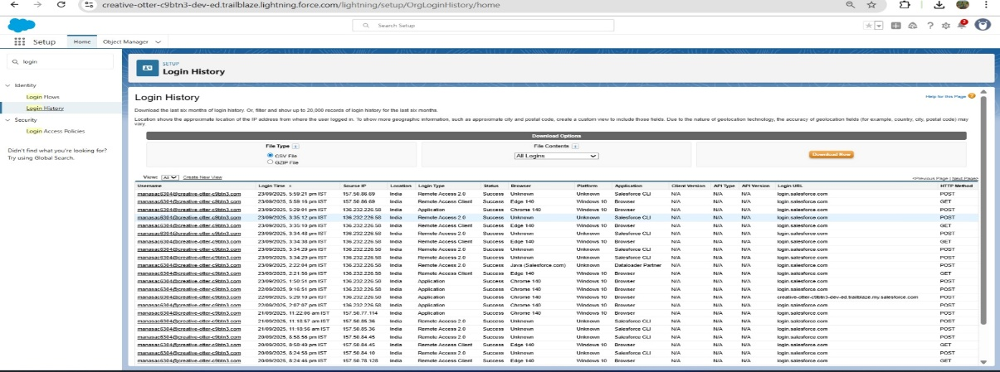 creative-otter-c9btn3-dev-ed.trailblaze.lightning.force.com/lightning/setup/OrgLoginHistory/home
Search Setup
Setup Home Object Manager
login
Identity
Login Flows
Login History
Security
Login Access Policies
Didn't find what you're looking for?
Try using Global Search.
SETUP
Login History
Login History
Help for this Page
Download the last six months of login history. Or, filter and show up to 20,000 records of login history for the last six months.
Location shows the approximate location of the IP address from where the user logged in. To show more geographic information, such as approximate city and postal code, create a custom view to include those fields. Due to the nature of geolocation technology, the accuracy of geolocation fields (for example, country, city, postal code) may
vary
Download Options
File Type
CSV File
GZIP File
File Contents
All Logins
Download Now
View: All Create New View
<Previous Page | Next Page>
Username Login Time Source IP Location Login Type Status Browser Platform Application Client Version API Type API Version Login URL HTTP Method
manasac6304@creative-otter-c9btn3.com 23/09/2025, 5:59:21 pm IST 157.50.86.69 India Remote Access 2.0 Success Unknown Unknown Salesforce CLI N/A N/A N/A login.salesforce.com POST
manasac6304@creative-otter-c9btn3.com 23/09/2025, 5:59:16 pm IST 157.50.86.69 India Remote Access Client Success Edge 140 Windows 10 Browser N/A N/A N/A login.salesforce.com GET
manasac6304@creative-otter-c9btn3.com 23/09/2025, 5:29:01 pm IST 136.232.226.58 India Application Success Chrome 140 Windows 10 Browser N/A N/A N/A login.salesforce.com POST
manasac6304@creative-otter-c9btn3.com 23/09/2025, 3:35:12 pm IST 136.232.226.58 India Remote Access 2.0 Success Unknown Unknown Salesforce CLI N/A N/A N/A login.salesforce.com POST
manasac6304@creative-otter-c9btn3.com 23/09/2025, 3:35:10 pm IST 136.232.226.58 India Remote Access Client Success Edge 140 Windows 10 Browser N/A N/A N/A login.salesforce.com GET
manasac6304@creative-otter-c9btn3.com 23/09/2025, 3:34:48 pm IST 136.232.226.58 India Remote Access 2.0 Success Unknown Unknown Salesforce CLI N/A N/A N/A login.salesforce.com POST
manasac6304@creative-otter-c9btn3.com 23/09/2025, 3:34:38 pm IST 136.232.226.58 India Remote Access Client Success Edge 140 Windows 10 Browser N/A N/A N/A login.salesforce.com GET
manasac6304@creative-otter-c9btn3.com 23/09/2025, 3:34:29 pm IST 136.232.226.58 India Remote Access 2.0 Success Unknown Unknown Salesforce CLI N/A N/A N/A login.salesforce.com POST
manasac6304@creative-otter-c9btn3.com 23/09/2025, 3:34:29 pm IST 136.232.226.58 India Remote Access 2.0 Success Unknown Unknown Salesforce CLI N/A N/A N/A login.salesforce.com POST
manasac6304@creative-otter-c9btn3.com 23/09/2025, 2:22:04 pm IST 136.232.226.58 India Remote Access 2.0 Success Java (Salesforce.com) Unknown Dataloader Partner N/A N/A N/A login.salesforce.com POST
manasac6304@creative-otter-c9btn3.com 23/09/2025, 2:21:56 pm IST 136.232.226.58 India Remote Access Client Success Edge 140 Windows 10 Browser N/A N/A N/A login.salesforce.com GET
manasac6304@creative-otter-c9btn3.com 23/09/2025, 1:50:51 pm IST 136.232.226.58 India Application Success Chrome 140 Windows 10 Browser N/A N/A N/A login.salesforce.com POST
manasac6304@creative-otter-c9btn3.com 22/09/2025, 9:16:51 pm IST 136.232.226.58 India Application Success Chrome 140 Windows 10 Browser N/A N/A N/A login.salesforce.com POST
manasac6304@creative-otter-c9btn3.com 22/09/2025, 5:29:10 pm IST 136.232.226.58 India Application Success Chrome 140 Windows 10 Browser N/A N/A N/A creative-otter-c9btn3-dev-ed.trailblaze.my.salesforce.com POST
manasac6304@creative-otter-c9btn3.com 22/09/2025, 2:07:07 pm IST 136.232.226.58 India Application Success Chrome 140 Windows 10 Browser N/A N/A N/A login.salesforce.com POST
manasac6304@creative-otter-c9btn3.com 21/09/2025, 11:22:06 am IST 157.50.77.114 India Application Success Chrome 140 Windows 10 Browser N/A N/A N/A login.salesforce.com POST
manasac6304@creative-otter-c9btn3.com 21/09/2025, 11:18:57 am IST 157.50.85.36 India Remote Access 2.0 Success Unknown Unknown Salesforce CLI N/A N/A N/A login.salesforce.com POST
manasac6304@creative-otter-c9btn3.com 21/09/2025, 11:18:56 am IST 157.50.85.36 India Remote Access 2.0 Success Unknown Unknown Salesforce CLI N/A N/A N/A login.salesforce.com POST
manasac6304@creative-otter-c9btn3.com 20/09/2025, 8:58:58 pm IST 157.50.84.45 India Remote Access 2.0 Success Unknown Unknown Salesforce CLI N/A N/A N/A login.salesforce.com POST
manasac6304@creative-otter-c9btn3.com 20/09/2025, 8:58:49 pm IST 157.50.84.45 India Remote Access Client Success Edge 140 Windows 10 Browser N/A N/A N/A login.salesforce.com GET
manasac6304@creative-otter-c9btn3.com 20/09/2025, 8:24:58 pm IST 157.50.84.10 India Remote Access 2.0 Success Unknown Unknown Salesforce CLI N/A N/A N/A login.salesforce.com POST
manasac6304@creative-otter-c9btn3.com 20/09/2025, 8:24:46 pm IST 157.50.78.128 India Remote Access Client Success Edge 140 Windows 10 Browser N/A N/A N/A login.salesforce.com GET